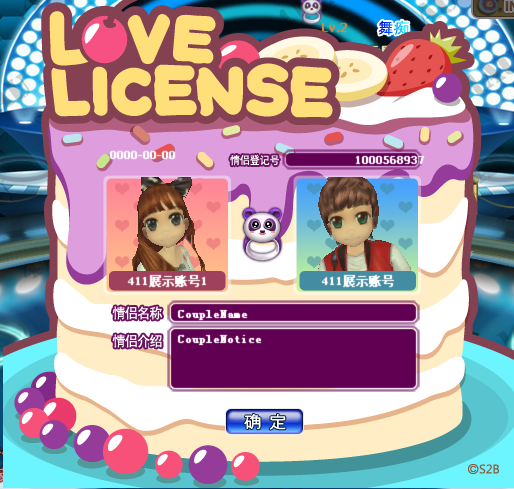 Lv.2
舞痴
LOVE
LICENSE
0000-00-00
情侣登记号
1000568937
411展示账号1
411展示账号
情侣名称
CoupleName
情侣介绍
CoupleNotice
确定
©S2B